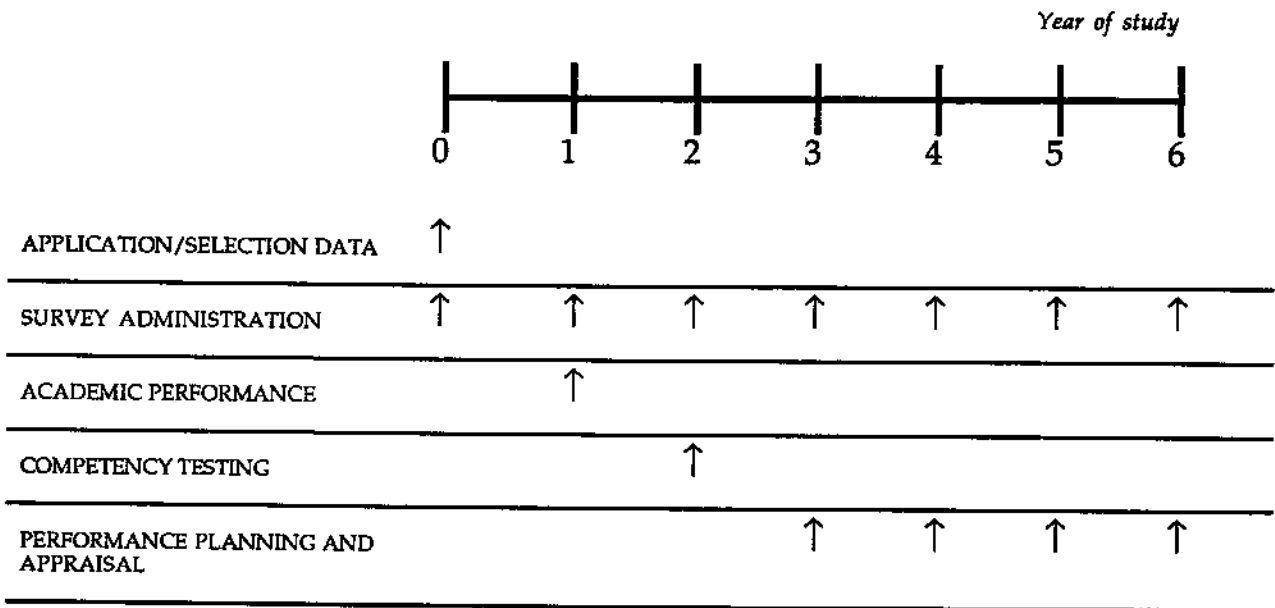 Year of study
0 1 2 3 4 5 6
APPLICATION/SELECTION DATA ↑
SURVEY ADMINISTRATION ↑ ↑ ↑ ↑ ↑ ↑ ↑
ACADEMIC PERFORMANCE ↑
COMPETENCY TESTING ↑
PERFORMANCE PLANNING AND ↑ ↑ ↑ ↑
APPRAISAL